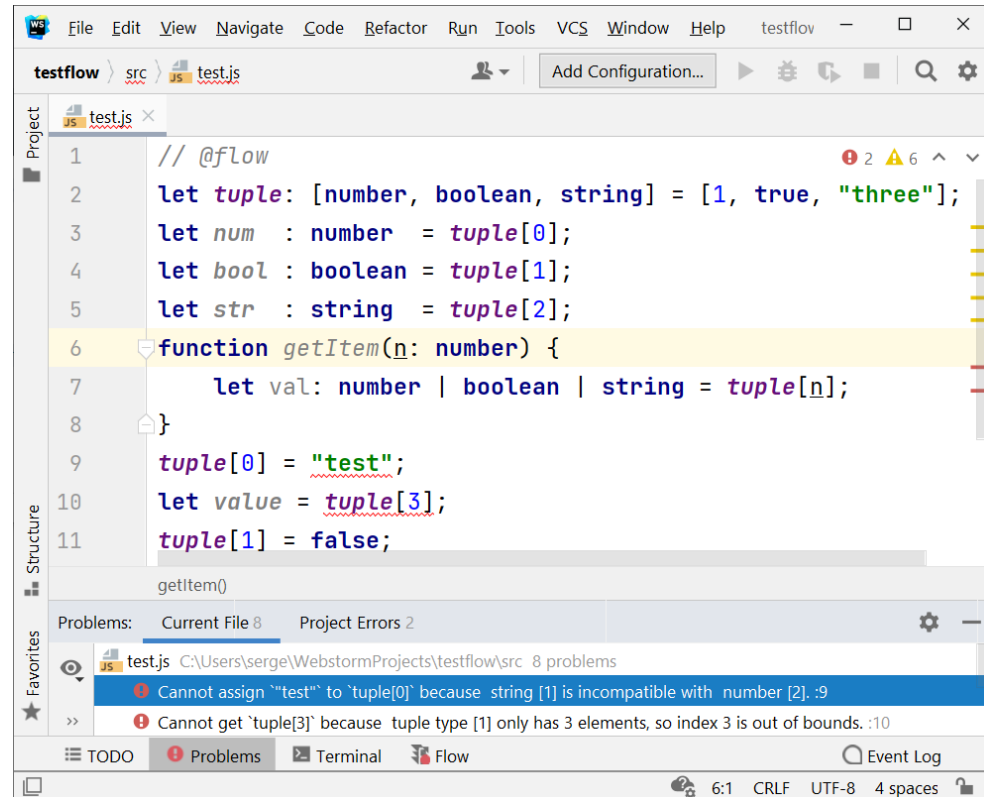 WS File Edit View Navigate Code Refactor Run Tools VCS Window Help testflow
testflow src JS test.js Add Configuration...
Project
JS test.js
1 // @flow 2 6
2 let tuple: [number, boolean, string] = [1, true, "three"];
3 let num : number = tuple[0];
4 let bool : boolean = tuple[1];
5 let str : string = tuple[2];
6 function getItem(n: number) {
7 let val: number | boolean | string = tuple[n];
8 }
9 tuple[0] = "test";
10 let value = tuple[3];
11 tuple[1] = false;
Structure
getItem()
Problems: Current File 8 Project Errors 2
Favorites
JS test.js C:\Users\serge\WebstormProjects\testflow\src 8 problems
Cannot assign `"test"` to `tuple[0]` because string [1] is incompatible with number [2]. :9
Cannot get `tuple[3]` because tuple type [1] only has 3 elements, so index 3 is out of bounds. :10
TODO Problems Terminal Flow Event Log
6:1 CRLF UTF-8 4 spaces